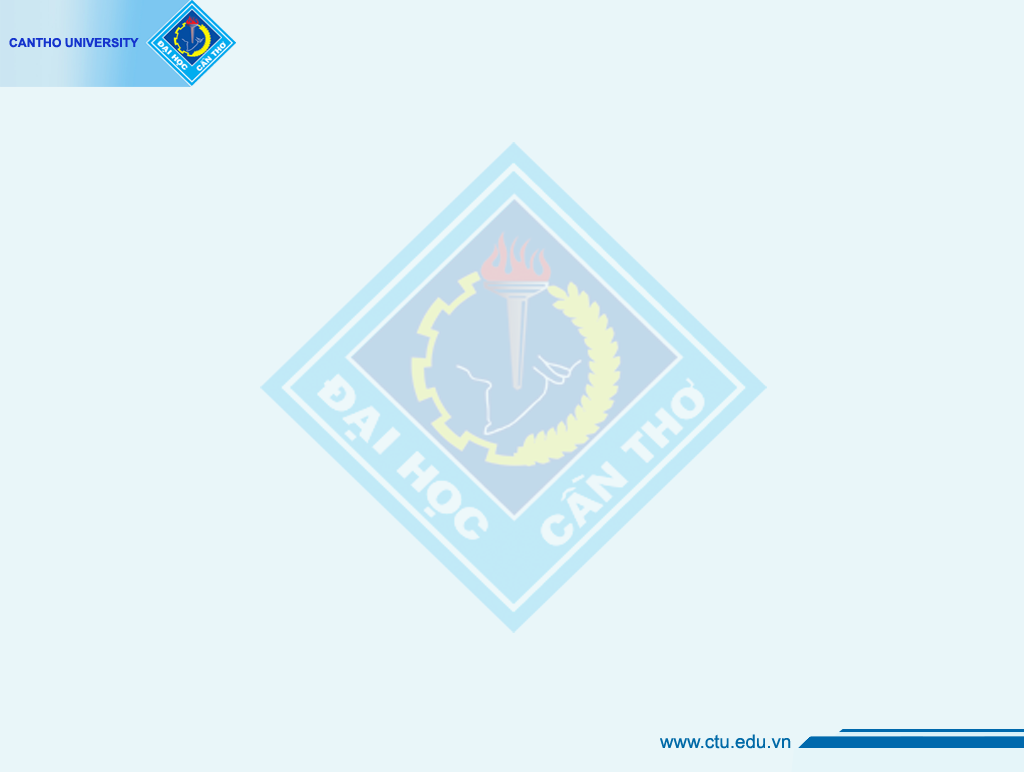 CANTHO UNIVERSITY
ĐẠI HỌC
CẦN THƠ
ĐẠI HỌC
CẦN THƠ
www.ctu.edu.vn